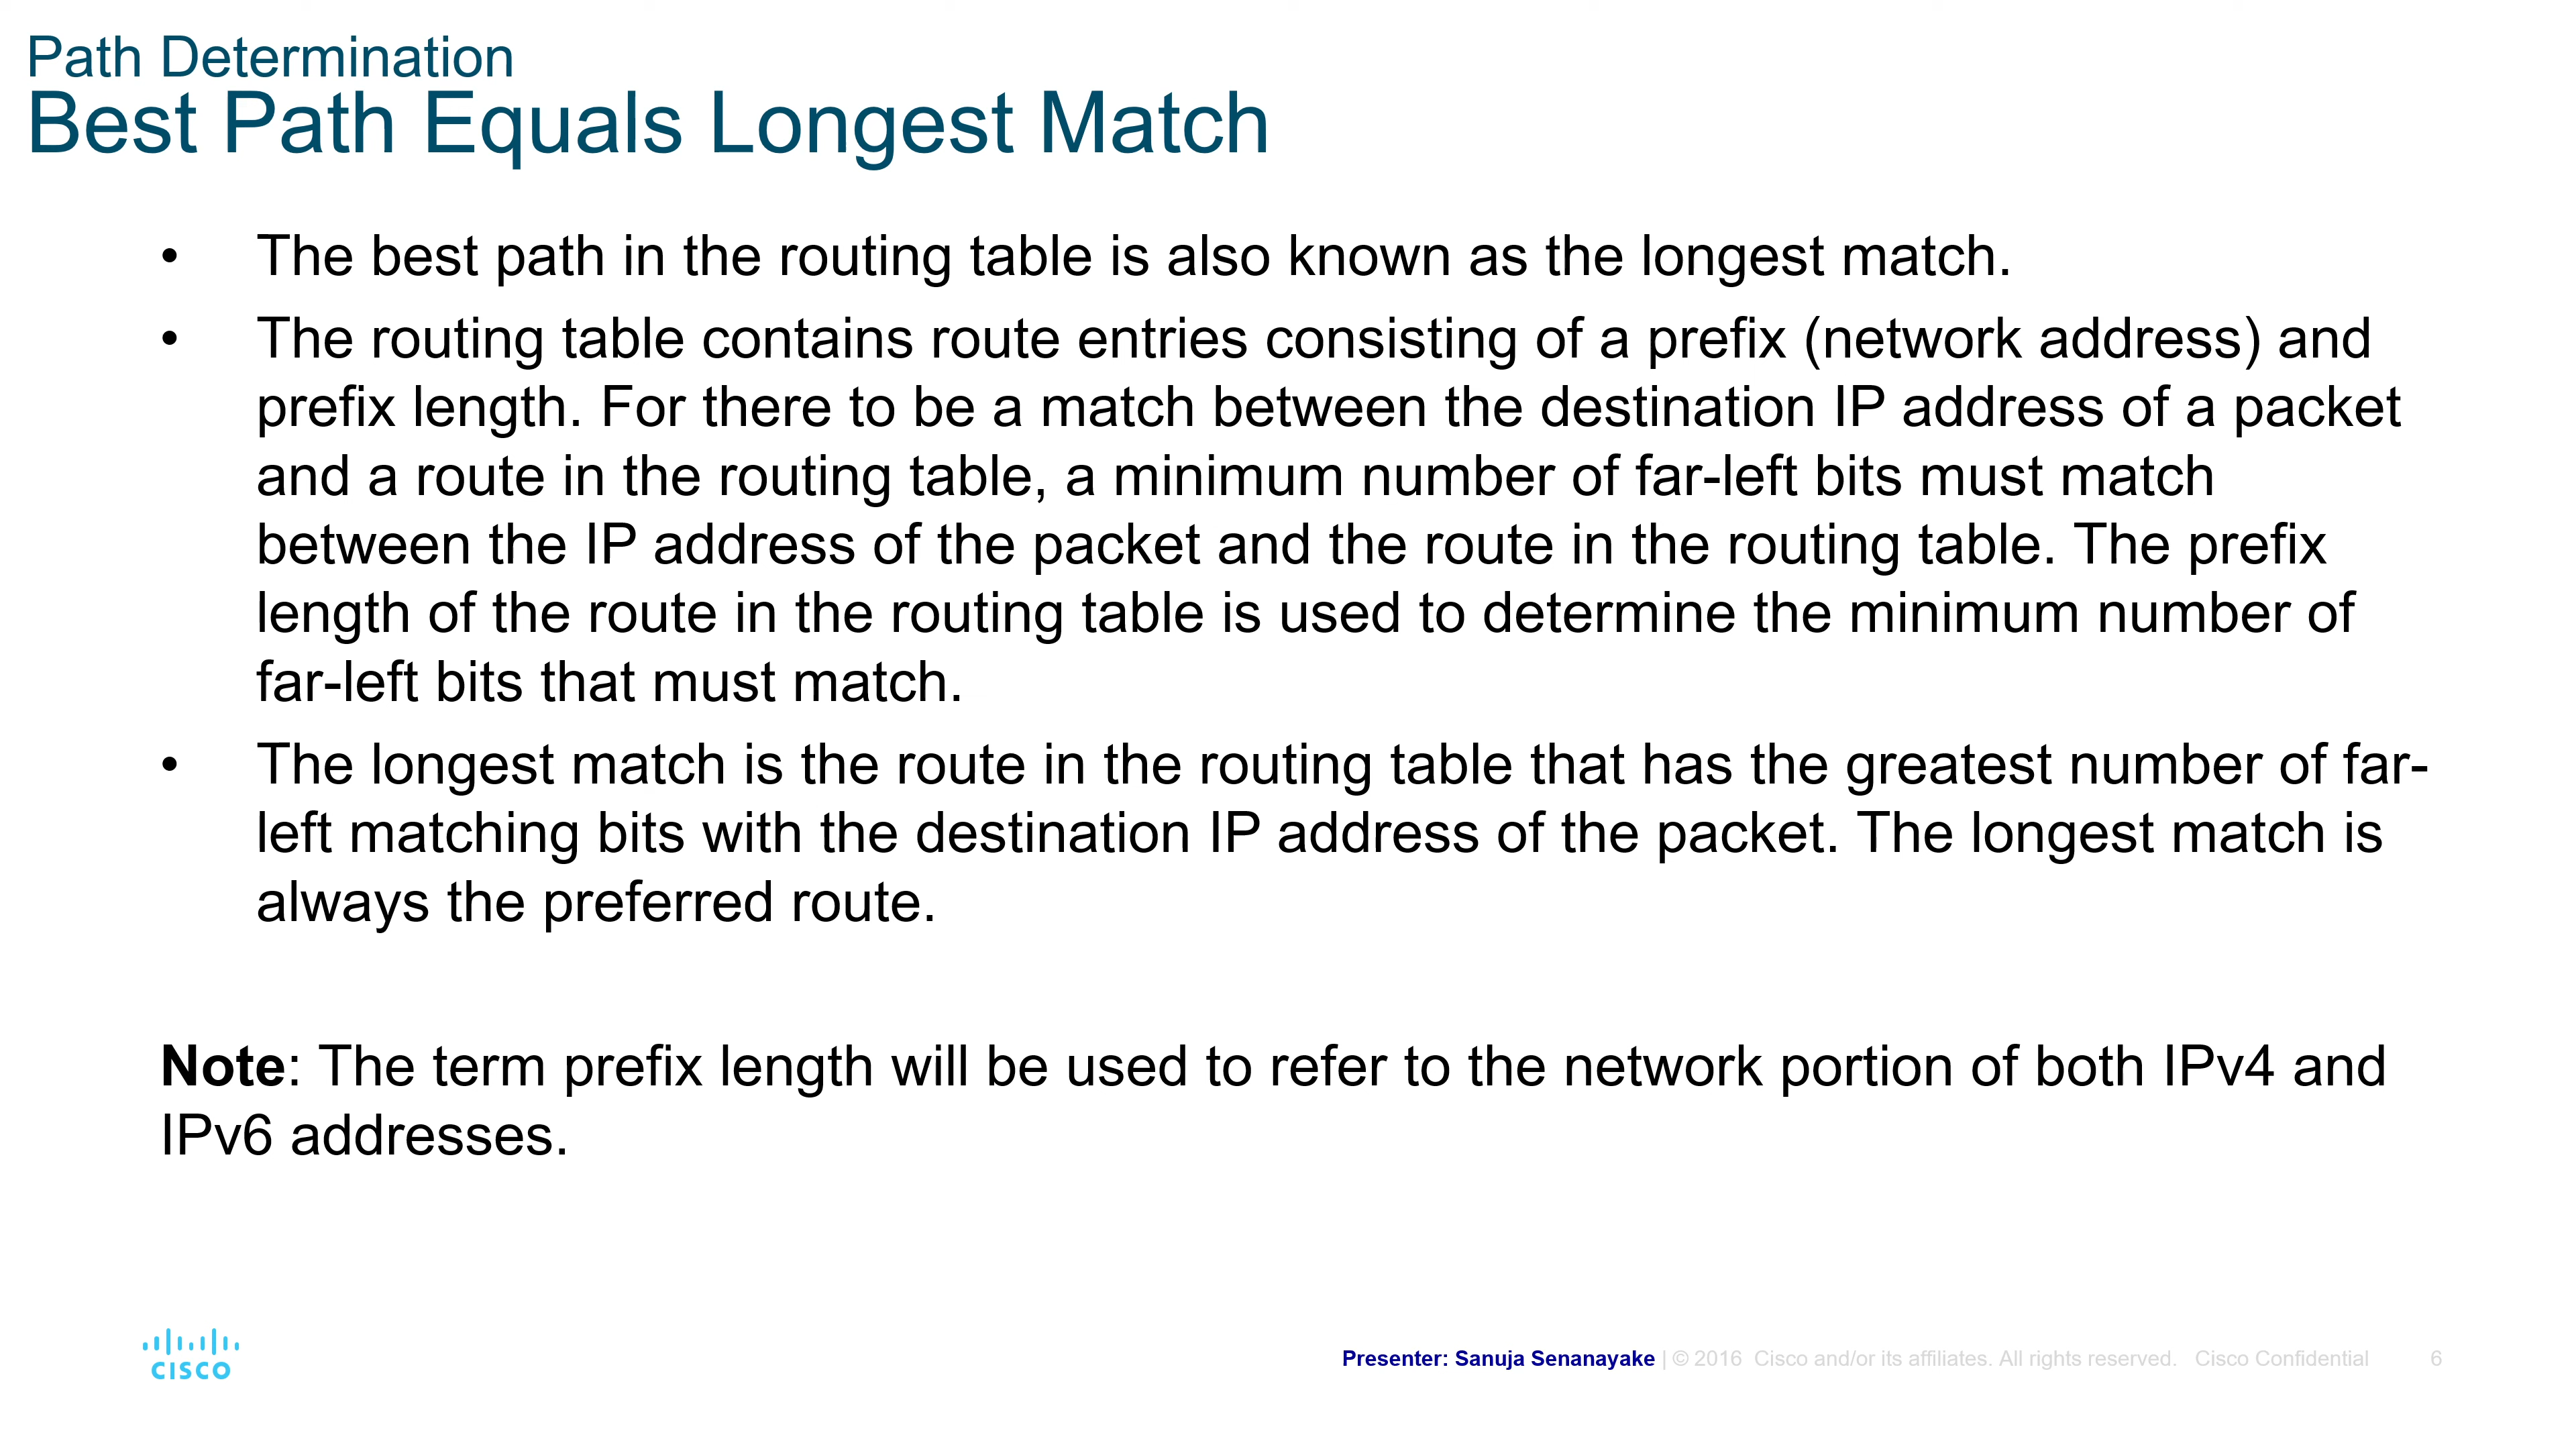 Path Determination
Best Path Equals Longest Match
• The best path in the routing table is also known as the longest match.
• The routing table contains route entries consisting of a prefix (network address) and
prefix length. For there to be a match between the destination IP address of a packet
and a route in the routing table, a minimum number of far-left bits must match
between the IP address of the packet and the route in the routing table. The prefix
length of the route in the routing table is used to determine the minimum number of
far-left bits that must match.
• The longest match is the route in the routing table that has the greatest number of far-
left matching bits with the destination IP address of the packet. The longest match is
always the preferred route.
Note: The term prefix length will be used to refer to the network portion of both IPv4 and
IPv6 addresses.
CISCO
Presenter: Sanuja Senanayake | © 2016 Cisco and/or its affiliates. All rights reserved. Cisco Confidential 6